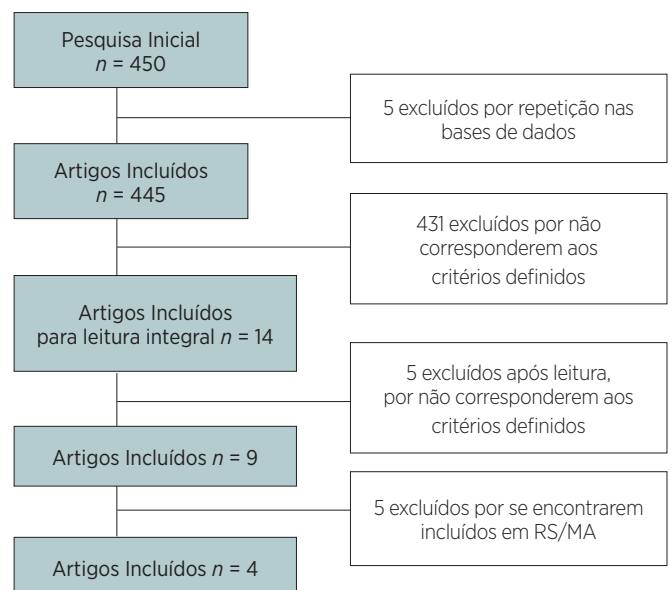 Pesquisa Inicial
n = 450
5 excluídos por repetição nas
bases de dados
Artigos Incluídos
n = 445
431 excluídos por não
corresponderem aos
critérios definidos
Artigos Incluídos
para leitura integral n = 14
5 excluídos após leitura,
por não corresponderem aos
critérios definidos
Artigos Incluídos n = 9
5 excluídos por se encontrarem
incluídos em RS/MA
Artigos Incluídos n = 4